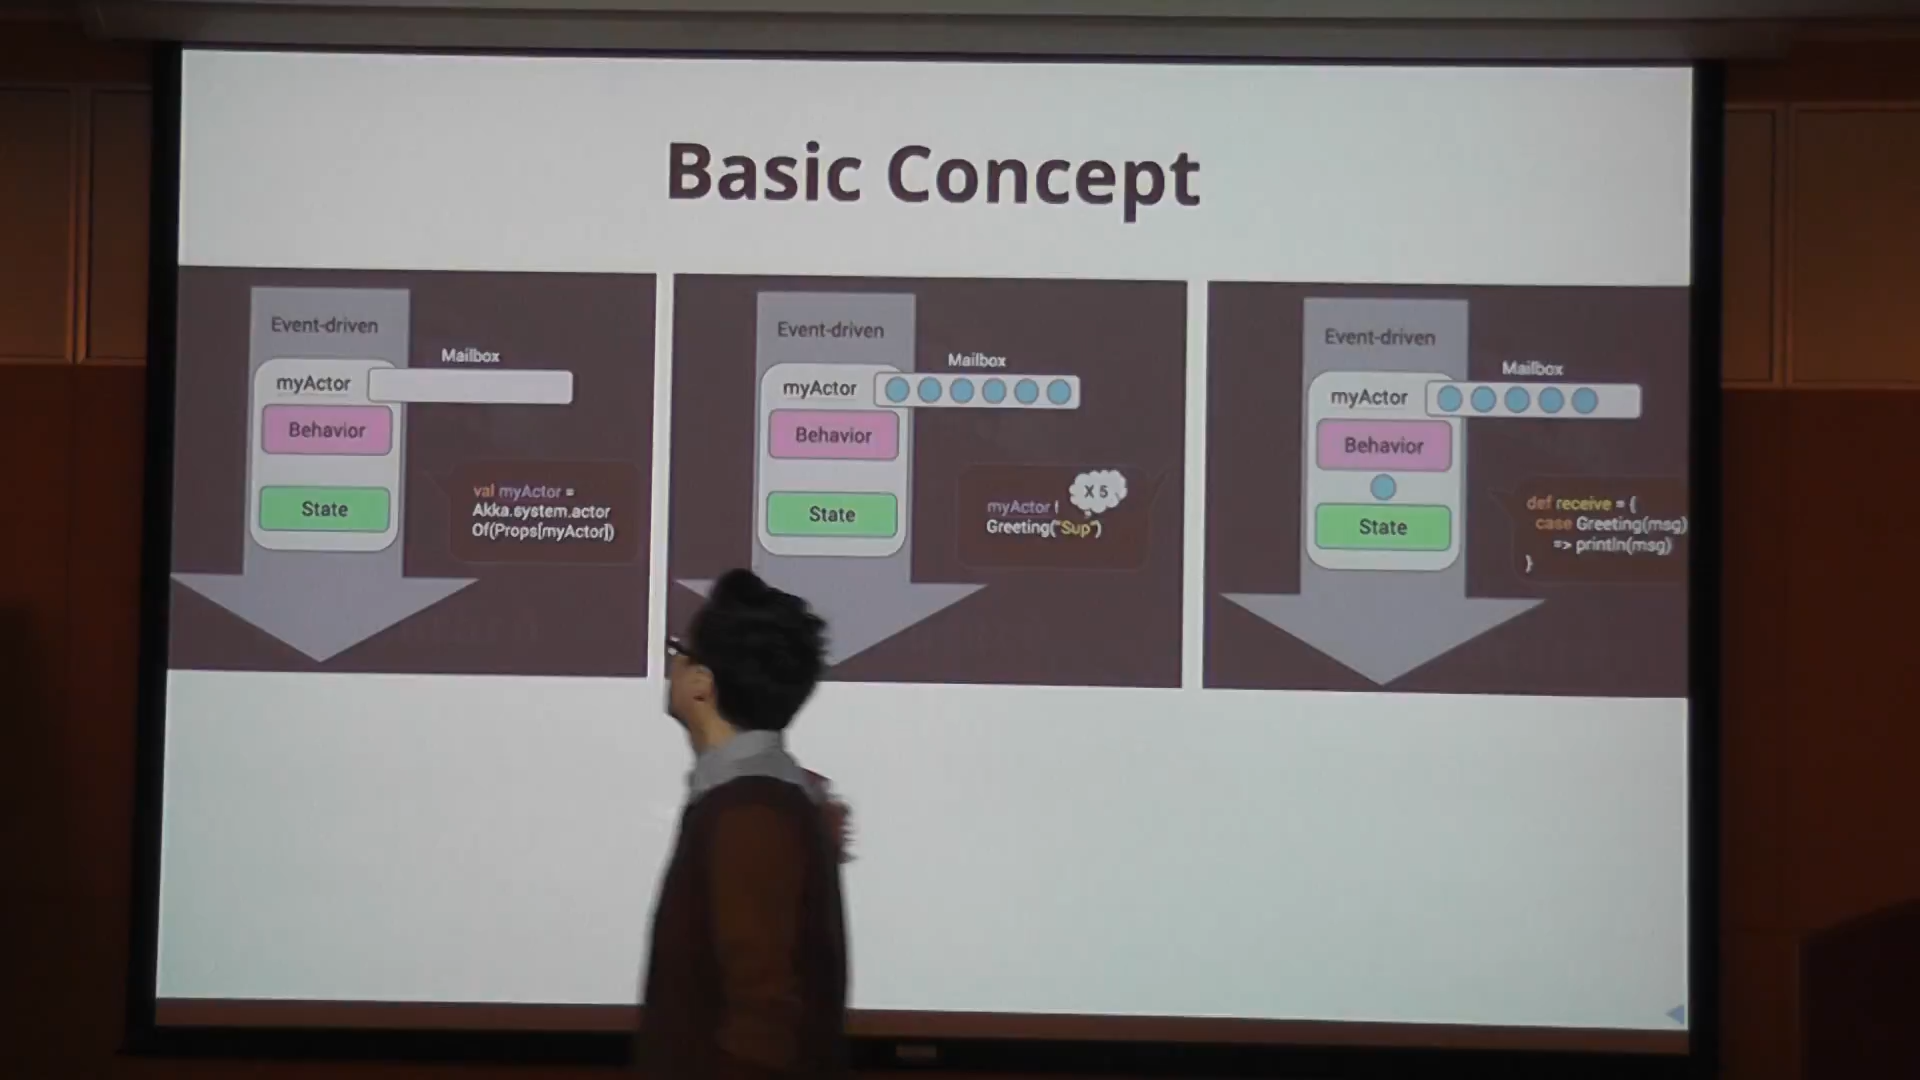 Basic Concept
Event-driven
Mailbox
myActor
Behavior
State
val myActor =
Akka.system.actor
Of(Props[myActor])
Event-driven
Mailbox
myActor
Behavior
State
X 5
myActor !
Greeting("Sup")
Event-driven
Mailbox
myActor
Behavior
State
def receive = {
case Greeting(msg)
=> println(msg)
}